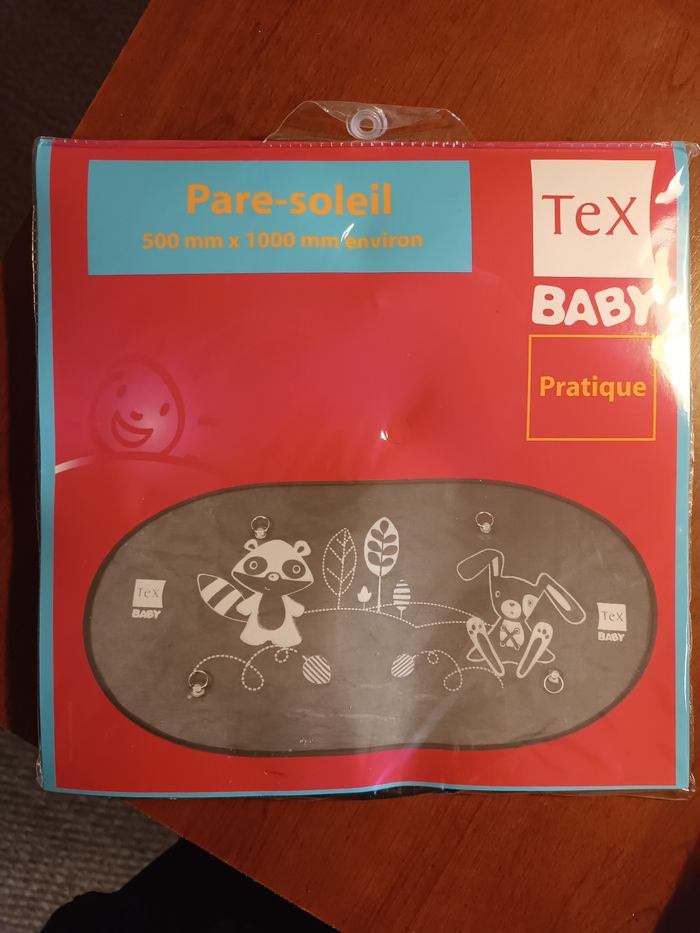 Pare-soleil
500 mm x 1000 mm environ
TeX
BABY
Pratique
TeX
BABY
TeX
BABY